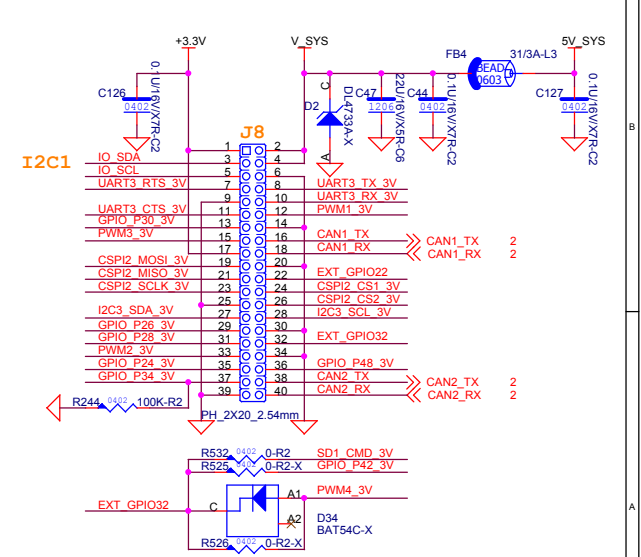 +3.3V
V_SYS
FB4
31/3A-L3
5V_SYS
BEAD
0603
C126
0402
0.1U/16V/X7R-C2
D2
C
A
DL4733A-X
C47
1206
22U/16V/X5R-C6
C44
0402
0.1U/16V/X7R-C2
C127
0402
0.1U/16V/X7R-C2
B
J8
I2C1
1 2
IO_SDA 3 4
IO_SCL 5 6
UART3_RTS_3V 7 8 UART3_TX_3V
9 10 UART3_RX_3V
UART3_CTS_3V 11 12 PWM1_3V
GPIO_P30_3V 13 14
PWM3_3V 15 16 CAN1_TX CAN1_TX 2
17 18 CAN1_RX CAN1_RX 2
CSPI2_MOSI_3V 19 20
CSPI2_MISO_3V 21 22 EXT_GPIO22
CSPI2_SCLK_3V 23 24 CSPI2_CS1_3V
25 26 CSPI2_CS2_3V
I2C3_SDA_3V 27 28 I2C3_SCL_3V
GPIO_P26_3V 29 30
GPIO_P28_3V 31 32 EXT_GPIO32
PWM2_3V 33 34
GPIO_P24_3V 35 36 GPIO_P48_3V
GPIO_P34_3V 37 38 CAN2_TX CAN2_TX 2
39 40 CAN2_RX CAN2_RX 2
R244 0402 100K-R2
PH_2X20_2.54mm
R532 0402 0-R2 SD1_CMD_3V
R525 0402 0-R2-X GPIO_P42_3V
EXT_GPIO32 C A1 PWM4_3V
A2 D34
BAT54C-X
R526 0402 0-R2-X
A